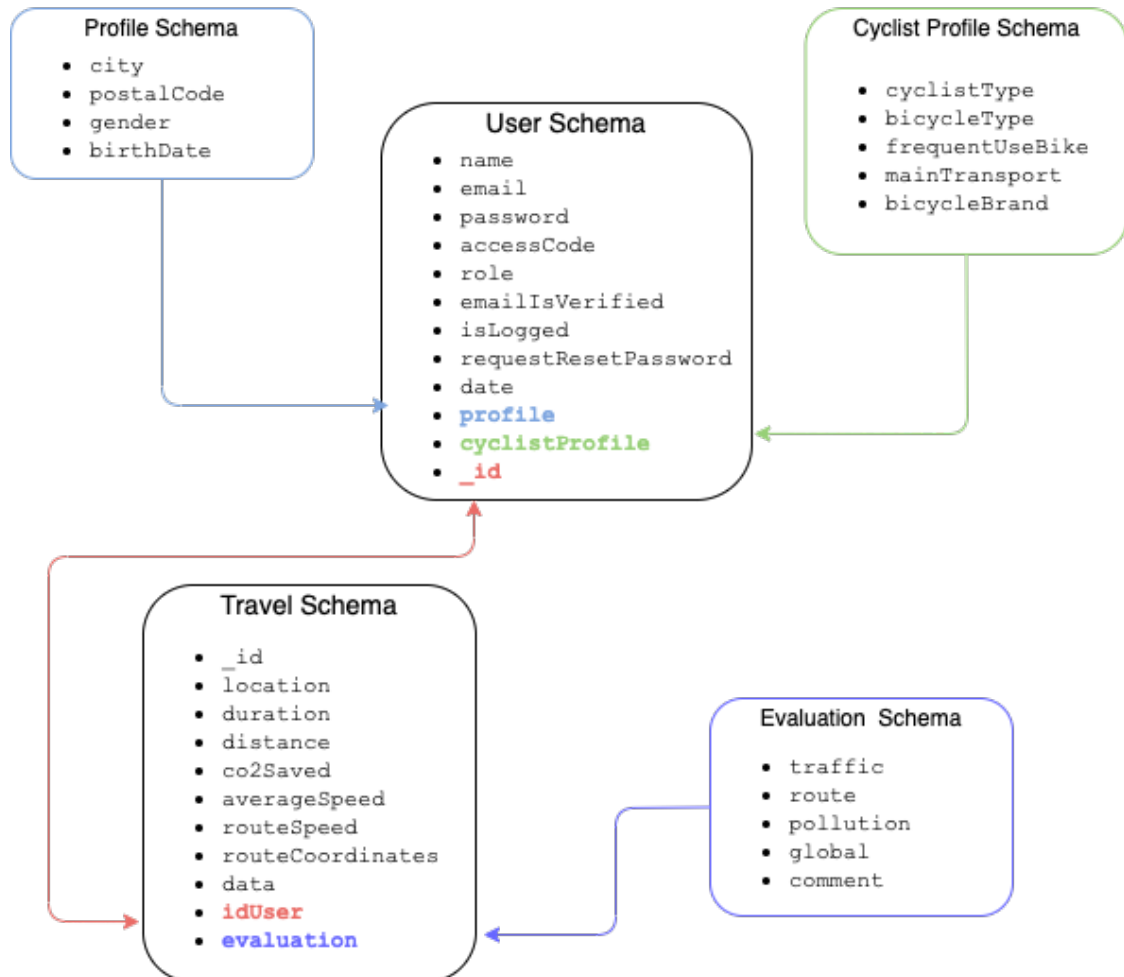 Profile Schema
city
postalCode
gender
birthDate
Cyclist Profile Schema
cyclistType
bicycleType
frequentUseBike
mainTransport
bicycleBrand
User Schema
name
email
password
accessCode
role
emailIsVerified
isLogged
requestResetPassword
date
profile
cyclistProfile
_id
Travel Schema
_id
location
duration
distance
co2Saved
averageSpeed
routeSpeed
routeCoordinates
data
idUser
evaluation
Evaluation Schema
traffic
route
pollution
global
comment